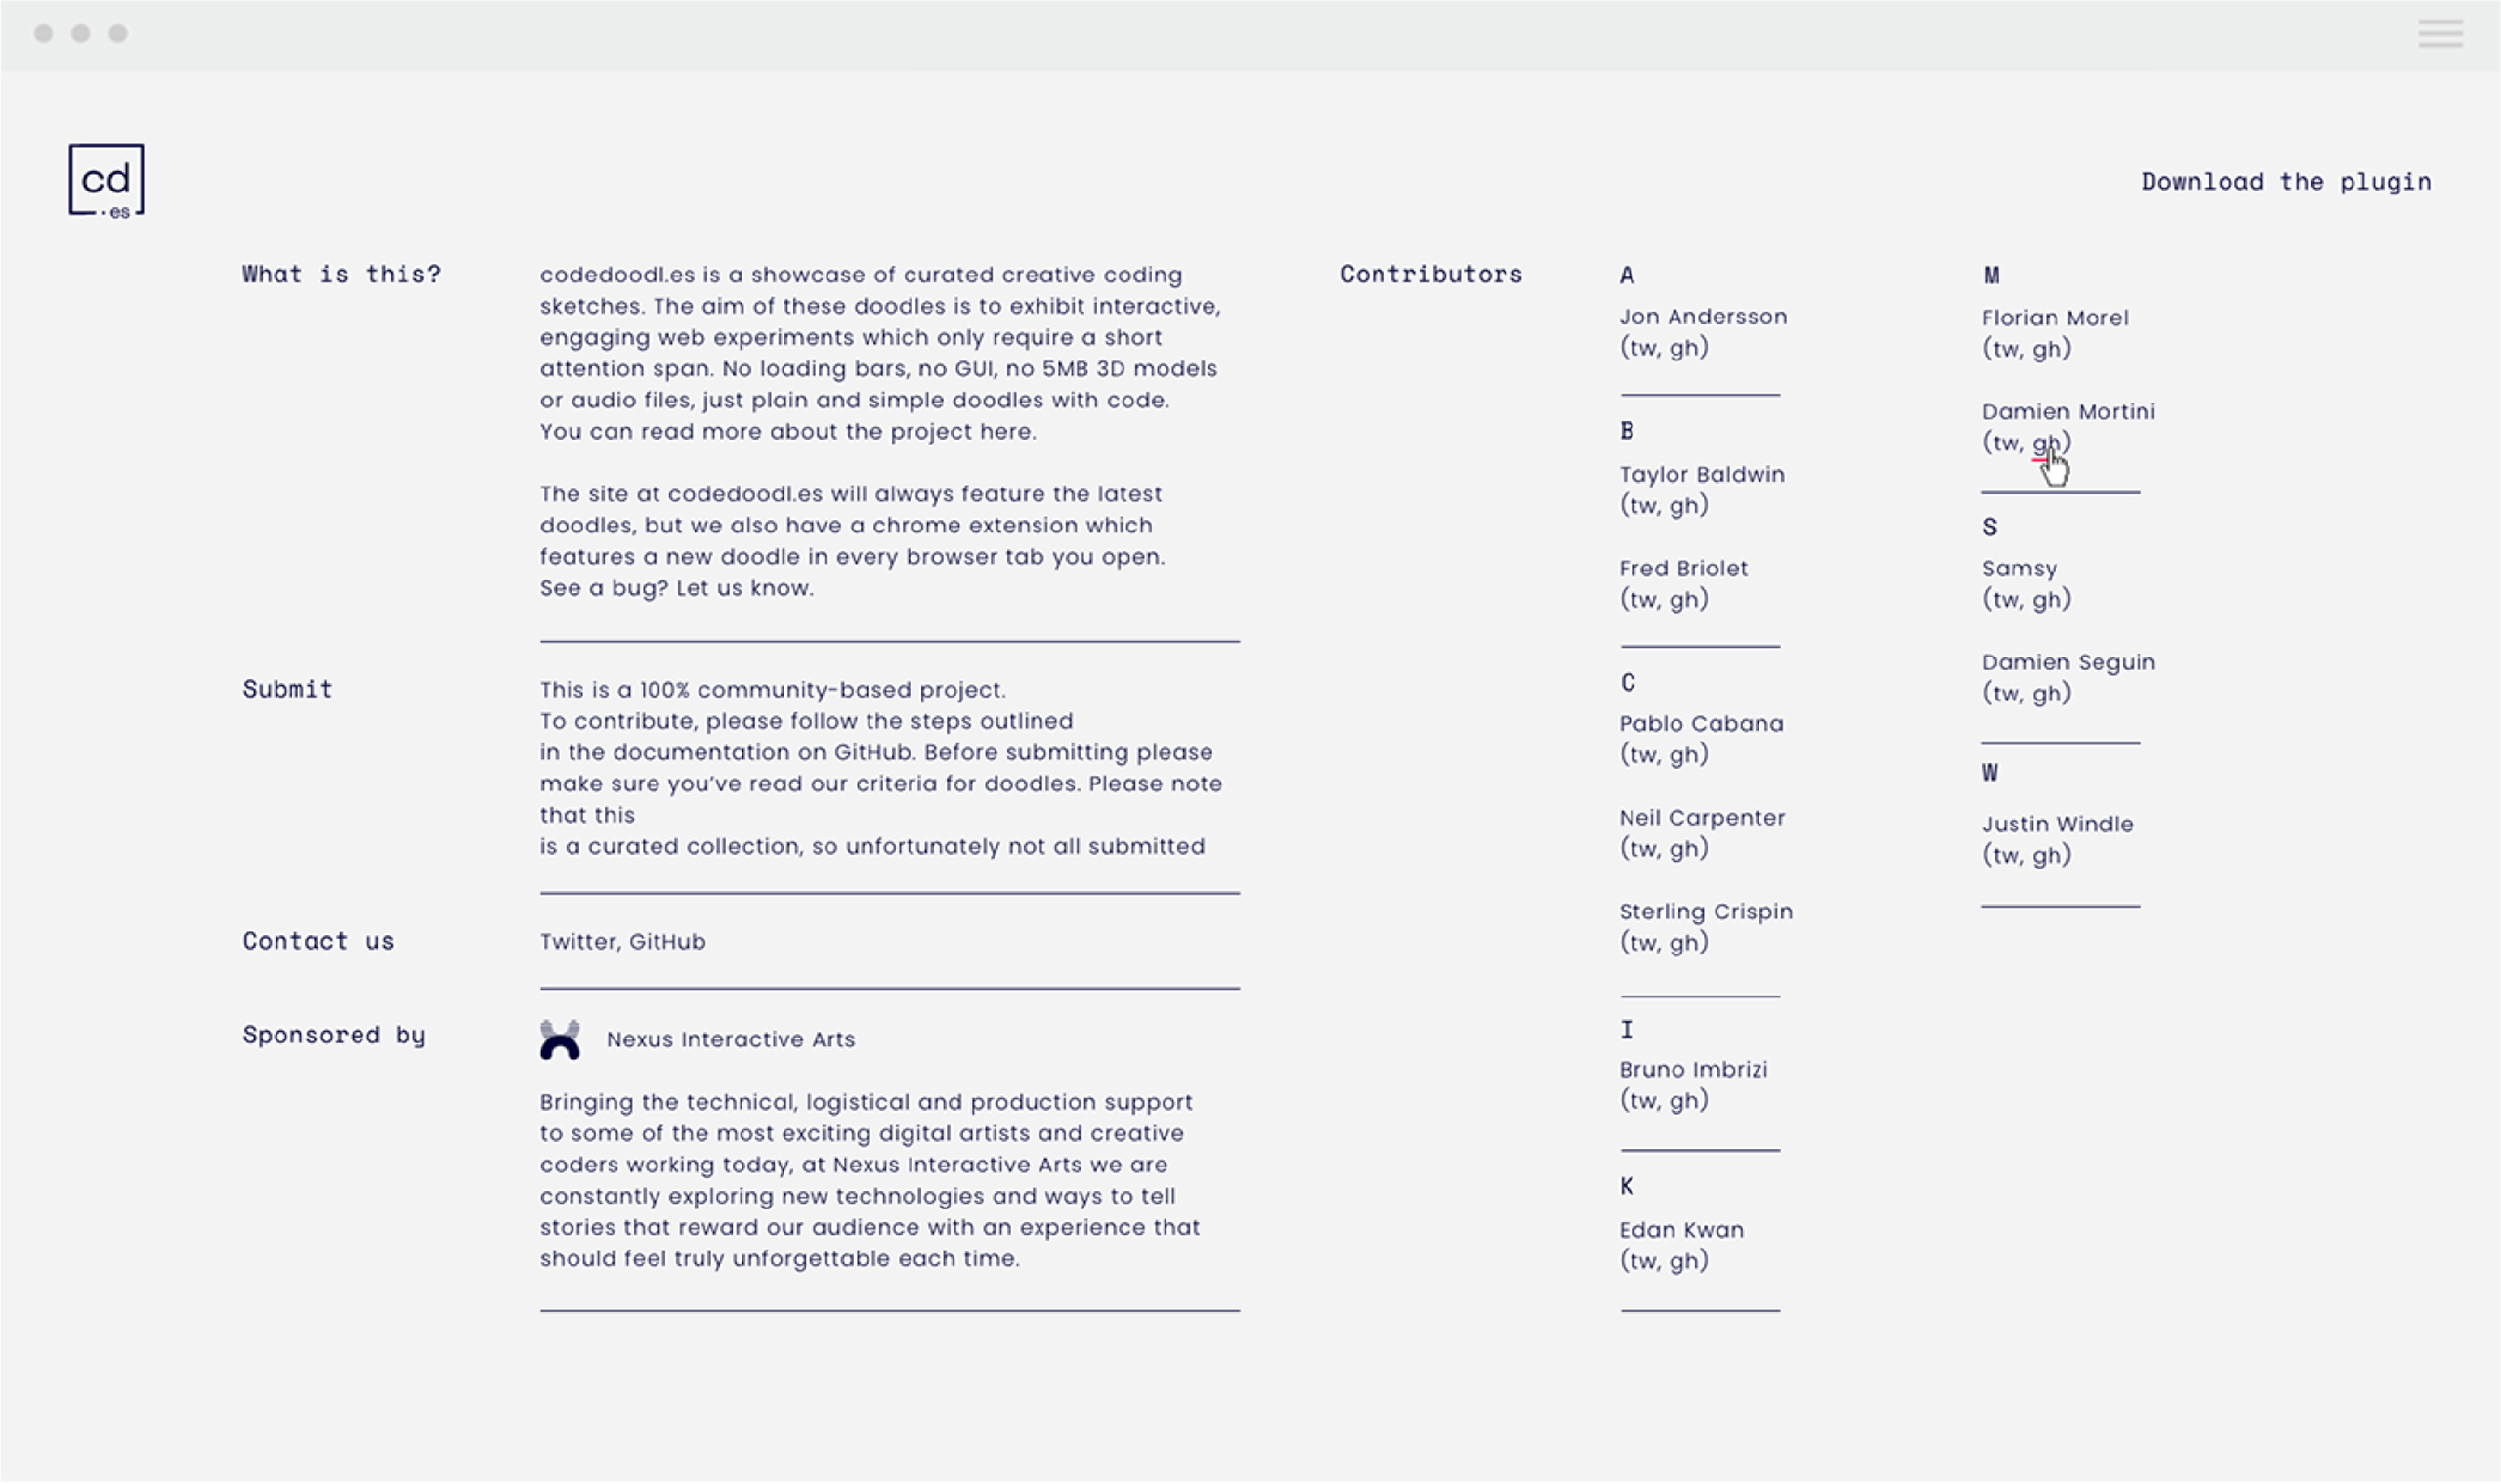 cd
.es
Download the plugin
What is this?
codedoodl.es is a showcase of curated creative coding
sketches. The aim of these doodles is to exhibit interactive,
engaging web experiments which only require a short
attention span. No loading bars, no GUI, no 5MB 3D models
or audio files, just plain and simple doodles with code.
You can read more about the project here.
The site at codedoodl.es will always feature the latest
doodles, but we also have a chrome extension which
features a new doodle in every browser tab you open.
See a bug? Let us know.
Submit
This is a 100% community-based project.
To contribute, please follow the steps outlined
in the documentation on GitHub. Before submitting please
make sure you’ve read our criteria for doodles. Please note
that this
is a curated collection, so unfortunately not all submitted
Contact us
Twitter, GitHub
Sponsored by
Nexus Interactive Arts
Bringing the technical, logistical and production support
to some of the most exciting digital artists and creative
coders working today, at Nexus Interactive Arts we are
constantly exploring new technologies and ways to tell
stories that reward our audience with an experience that
should feel truly unforgettable each time.
Contributors
A
Jon Andersson
(tw, gh)
B
Taylor Baldwin
(tw, gh)
Fred Briolet
(tw, gh)
C
Pablo Cabana
(tw, gh)
Neil Carpenter
(tw, gh)
Sterling Crispin
(tw, gh)
I
Bruno Imbrizi
(tw, gh)
K
Edan Kwan
(tw, gh)
M
Florian Morel
(tw, gh)
Damien Mortini
(tw, gh)
S
Samsy
(tw, gh)
Damien Seguin
(tw, gh)
W
Justin Windle
(tw, gh)